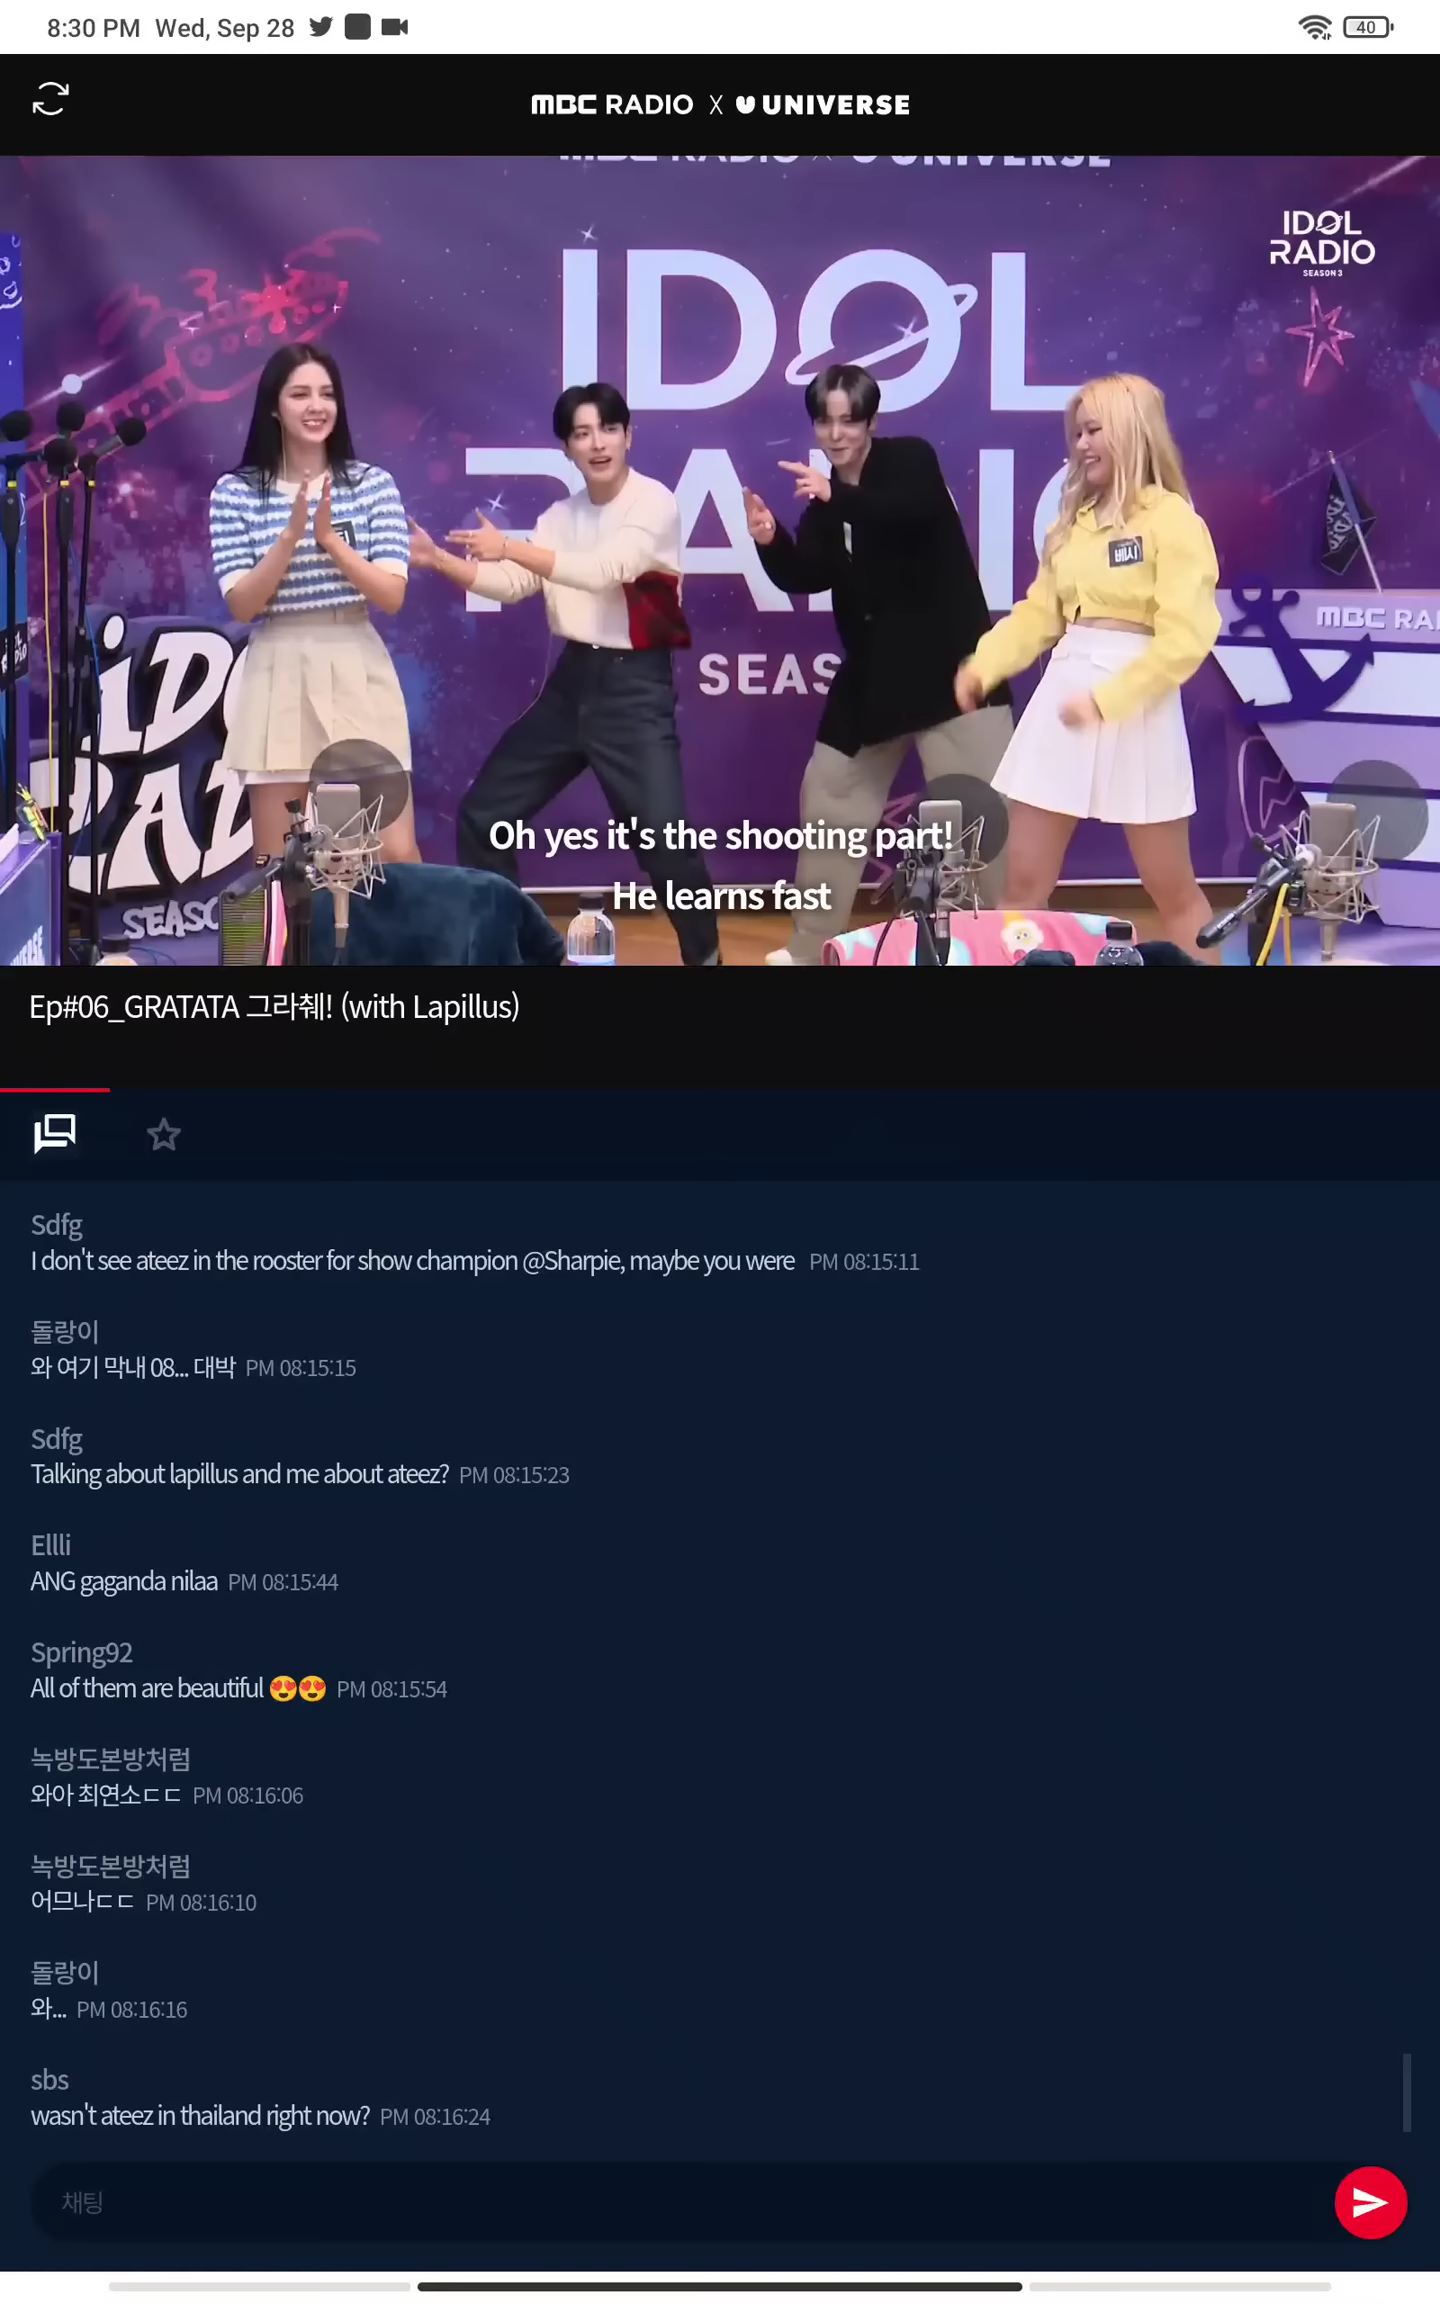 8:30 PM Wed, Sep 28
40
MBC RADIO X UNIVERSE
MBC RADIO X UNIVERSE
IDOL
RADIO
SEASON 3
IDOL
SEAS
MBC RA
SEASO
Oh yes it's the shooting part!
He learns fast
Ep#06_GRATATA 그라췌! (with Lapillus)
Sdfg
I don't see ateez in the rooster for show champion @Sharpie, maybe you were PM 08:15:11
돌랑이
와 여기 막내 08... 대박 PM 08:15:15
Sdfg
Talking about lapillus and me about ateez? PM 08:15:23
Ellli
ANG gaganda nilaa PM 08:15:44
Spring92
All of them are beautiful 😍😍 PM 08:15:54
녹방도본방처럼
와아 최연소ㄷㄷ PM 08:16:06
녹방도본방처럼
어므나ㄷㄷ PM 08:16:10
돌랑이
와... PM 08:16:16
sbs
wasn't ateez in thailand right now? PM 08:16:24
채팅